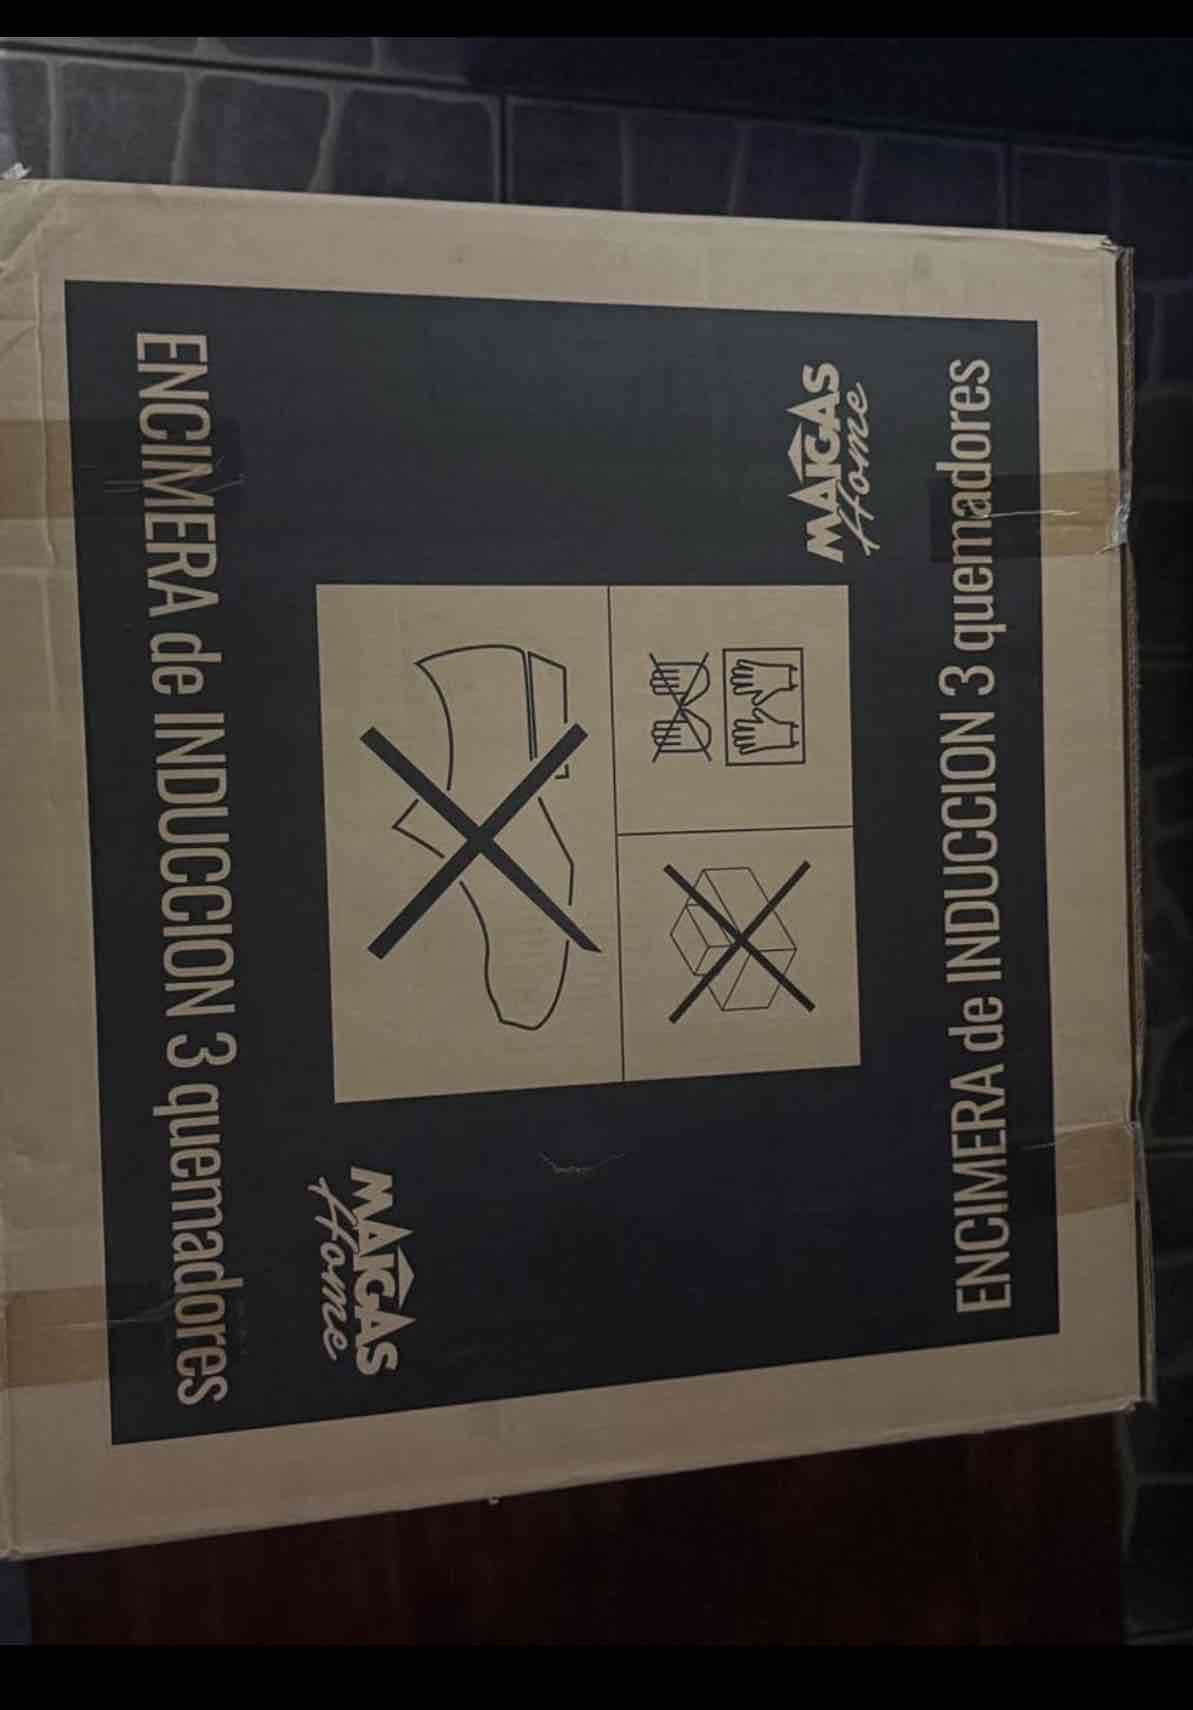 ENCIMERA de INDUCCION 3 quemadores
MAIGAS
Home
MAIGAS
Home
ENCIMERA de INDUCCION 3 quemadores